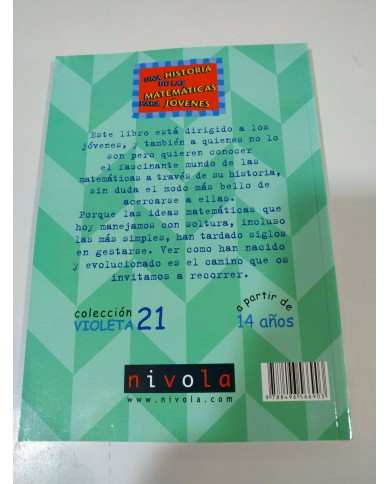 UNA HISTORIA
DE LAS
MATEMÁTICAS
PARA JÓVENES
Este libro está dirigido a los
jóvenes, y también a quienes no lo
son pero quieren conocer
el fascinante mundo de las
matemáticas a través de su historia,
sin duda el modo más bello de
acercarse a ellas.
Porque las ideas matemáticas que
hoy manejamos con soltura, incluso
las más simples, han tardado siglos
en gestarse. Ver como han nacido
y evolucionado es el camino que os
invitamos a recorrer.
colección
VIOLETA 21
a partir de
14 años
nivola
www.nivola.com
9 788496 566903